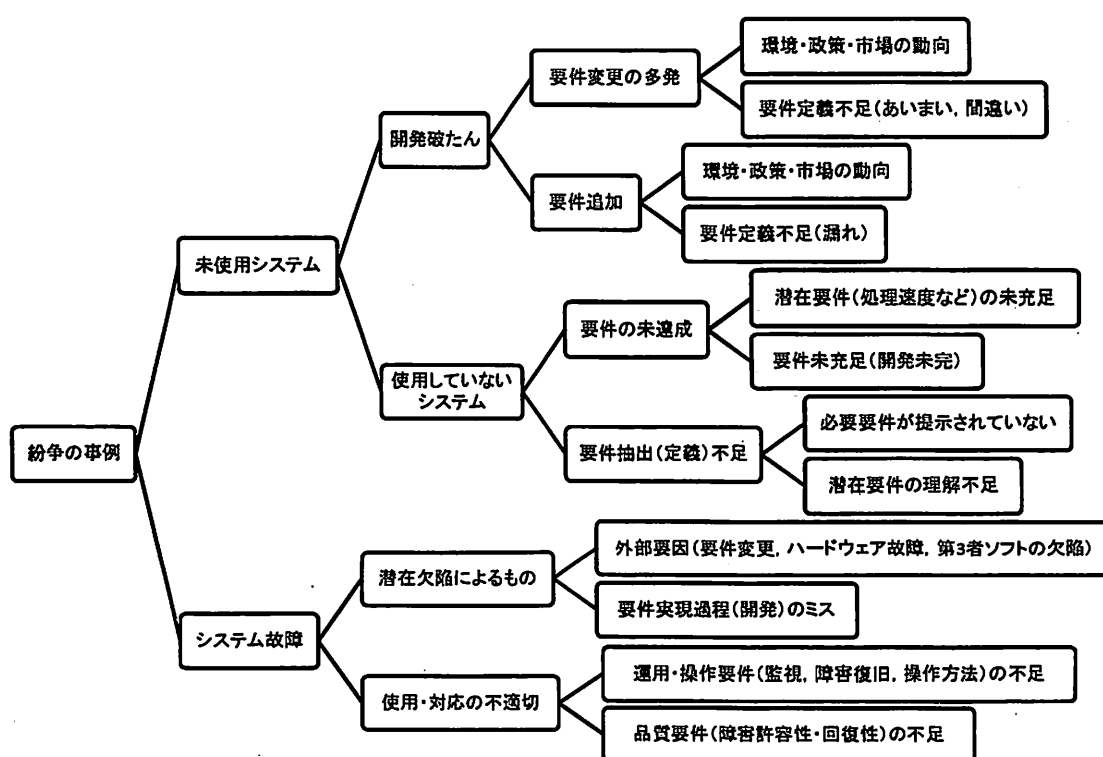 環境・政策・市場の動向
要件変更の多発
要件定義不足(あいまい, 間違い)
開発破たん
環境・政策・市場の動向
要件追加
要件定義不足(漏れ)
未使用システム
潜在要件(処理速度など)の未充足
要件の未達成
要件未充足(開発未完)
使用していない
システム
必要要件が提示されていない
要件抽出(定義)不足
潜在要件の理解不足
紛争の事例
外部要因(要件変更, ハードウェア故障, 第3者ソフトの欠陥)
潜在欠陥によるもの
要件実現過程(開発)のミス
システム故障
運用・操作要件(監視, 障害復旧, 操作方法)の不足
使用・対応の不適切
品質要件(障害許容性・回復性)の不足